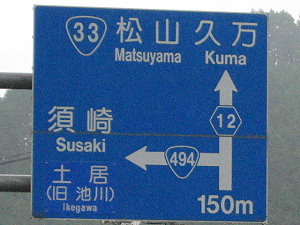 33 松山 久万
Matsuyama Kuma
12
須崎
Susaki
494
土居
(旧 池川)
Ikegawa
150m